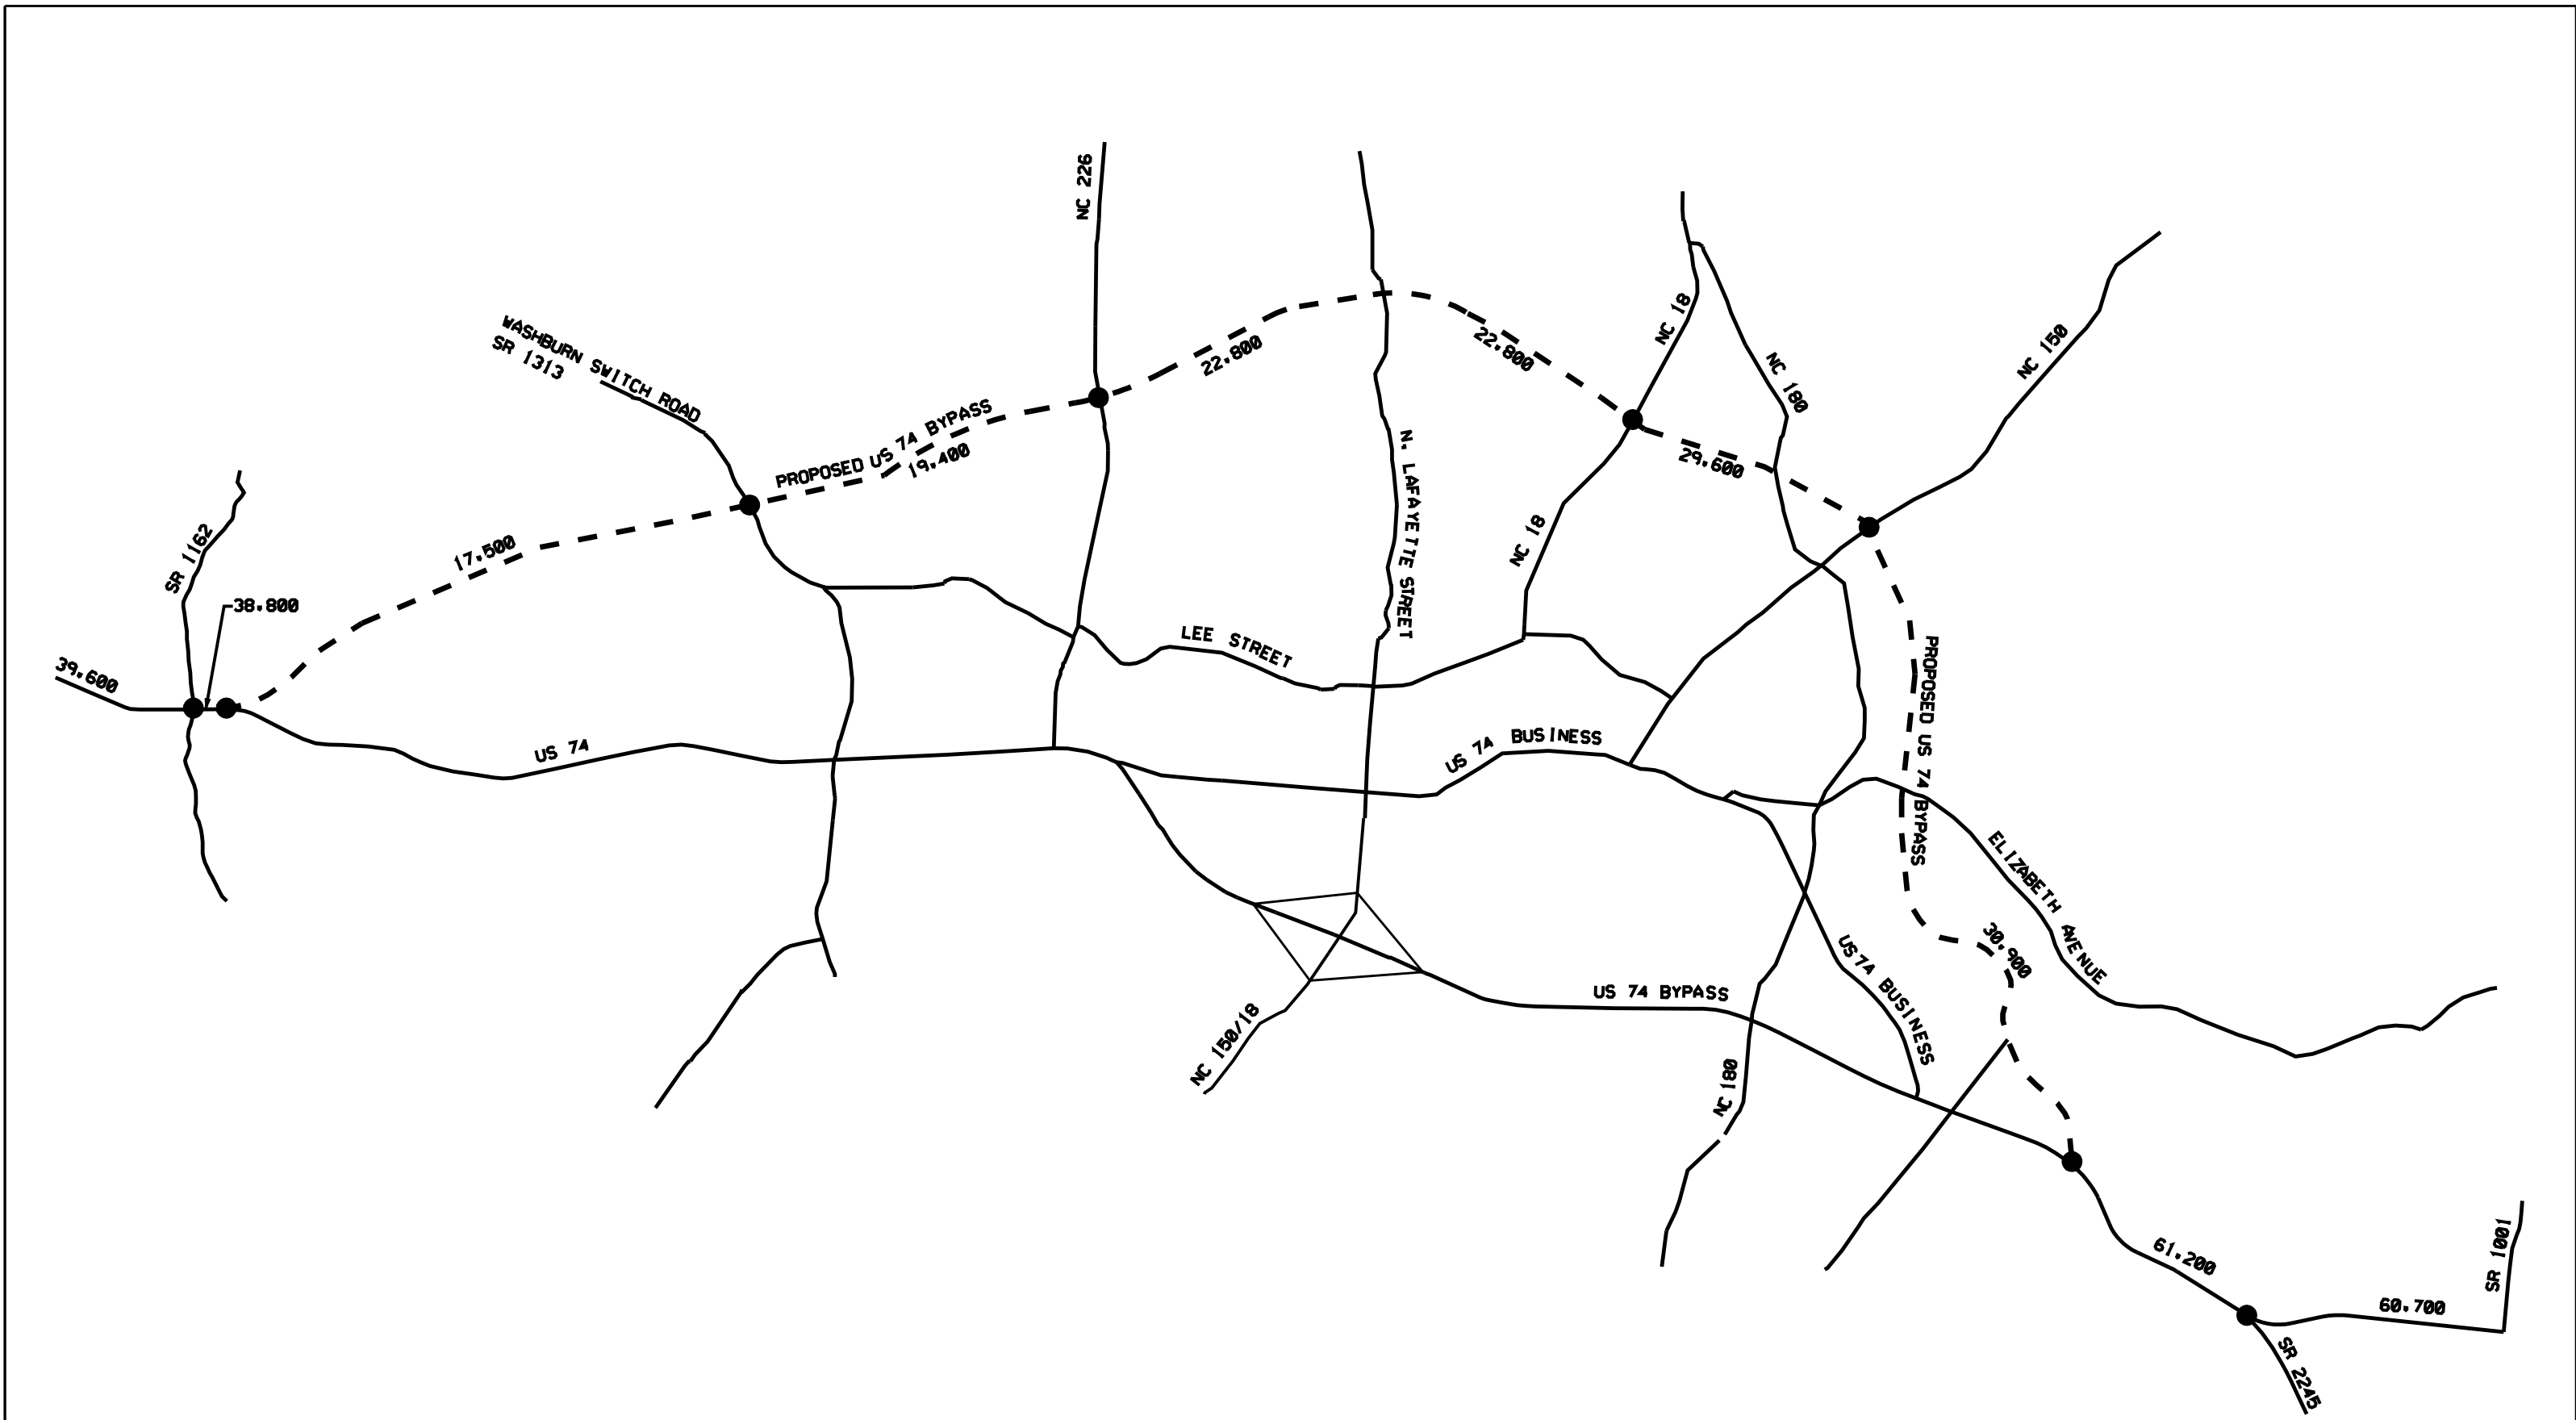 NC 226
WASHBURN SWITCH ROAD
SR 1313
PROPOSED US 74 BYPASS
19,400
22,800
22,800
NC 18
NC 180
NC 150
29,600
N. LAFAYETTE STREET
NC 18
17,500
SR 1162
38,800
39,600
LEE STREET
US 74
US 74 BUSINESS
PROPOSED US 74 BYPASS
ELIZABETH AVENUE
30,900
US74 BUSINESS
US 74 BYPASS
NC 150/18
NC 180
61,200
60,700
SR 1001
SR 2245